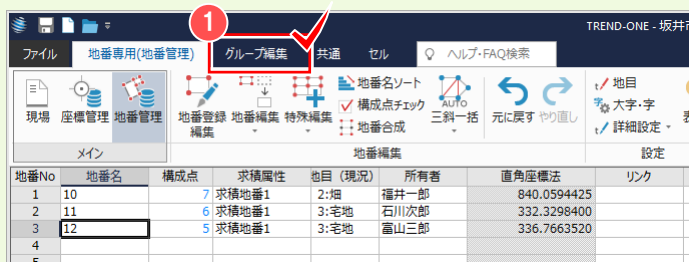 1
TREND-ONE - 坂井市
ファイル 地番専用(地番管理) グループ編集 共通 セル ヘルプ・FAQ検索
現場 座標管理 地番管理 地番登録編集 地番編集 特殊編集 地番名ソート 構成点チェック 地番合成 AUTO 三斜一括 元に戻す やり直し 地目 大字・字 詳細設定
メイン 地番編集 設定
地番No 地番名 構成点 求積属性 地目(現況) 所有者 直角座標法 リンク
1 10 7 求積地番1 2:畑 福井一郎 840.0594425
2 11 6 求積地番1 3:宅地 石川次郎 332.3298400
3 12 5 求積地番1 3:宅地 富山三郎 336.7663520
4
5